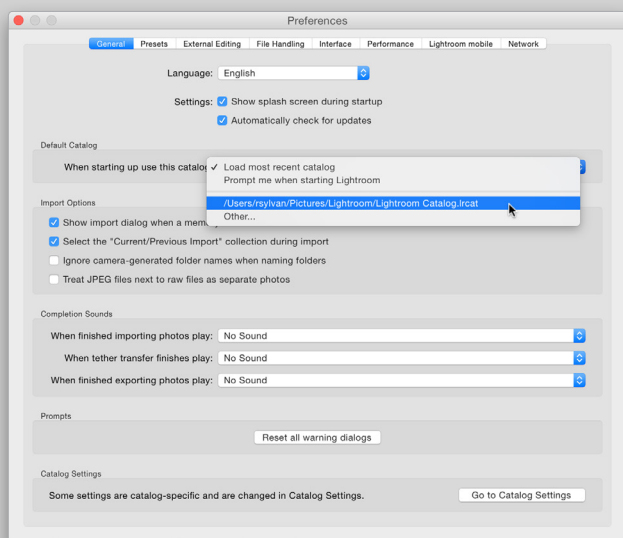 Preferences
General Presets External Editing File Handling Interface Performance Lightroom mobile Network
Language: English
Settings: Show splash screen during startup
Automatically check for updates
Default Catalog
When starting up use this catalog ✓ Load most recent catalog
Prompt me when starting Lightroom
/Users/rsylvan/Pictures/Lightroom/Lightroom Catalog.lrcat
Other...
Import Options
Show import dialog when a mem
Select the "Current/Previous Import" collection during import
Ignore camera-generated folder names when naming folders
Treat JPEG files next to raw files as separate photos
Completion Sounds
When finished importing photos play: No Sound
When tether transfer finishes play: No Sound
When finished exporting photos play: No Sound
Prompts
Reset all warning dialogs
Catalog Settings
Some settings are catalog-specific and are changed in Catalog Settings. Go to Catalog Settings